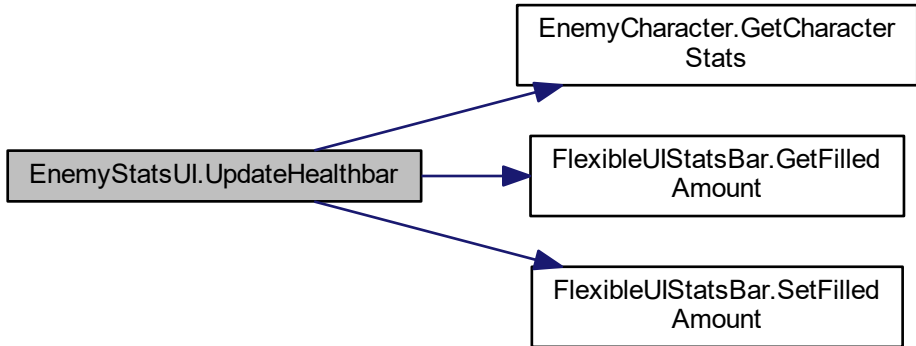 EnemyCharacter.GetCharacter
Stats
EnemyStatsUI.UpdateHealthbar
FlexibleUIStatsBar.GetFilled
Amount
FlexibleUIStatsBar.SetFilled
Amount